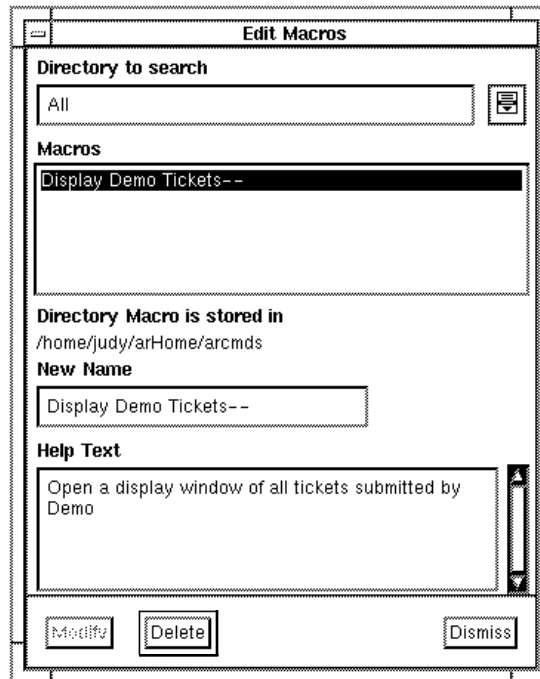 Edit Macros
Directory to search
All
Macros
Display Demo Tickets--
Directory Macro is stored in
/home/judy/arHome/arcmds
New Name
Display Demo Tickets--
Help Text
Open a display window of all tickets submitted by
Demo
Modify Delete Dismiss